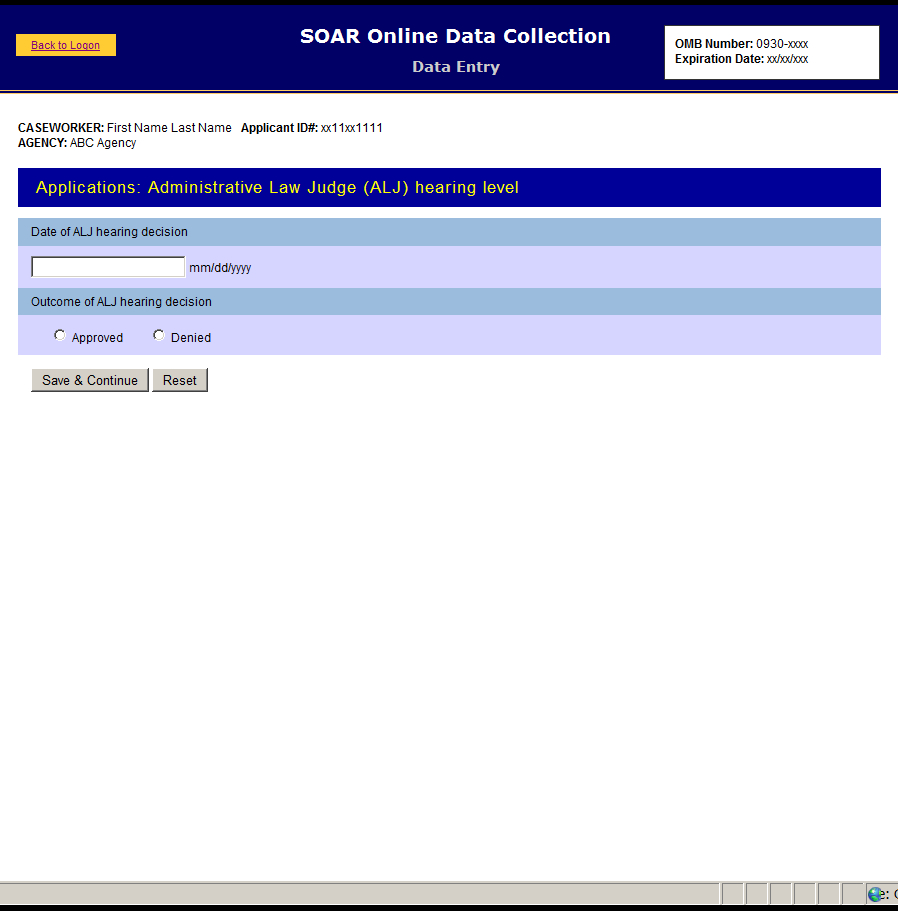 Back to Logon
SOAR Online Data Collection
Data Entry
OMB Number: 0930-xxxx
Expiration Date: xx/xx/xxx
CASEWORKER: First Name Last Name Applicant ID#: xx11xx1111
AGENCY: ABC Agency
Applications: Administrative Law Judge (ALJ) hearing level
Date of ALJ hearing decision
mm/dd/yyyy
Outcome of ALJ hearing decision
Approved Denied
Save & Continue Reset